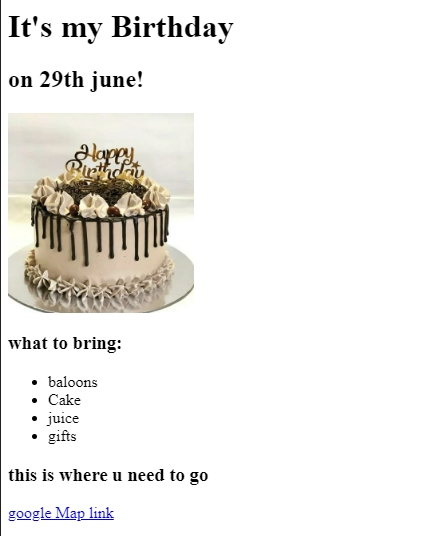 It's my Birthday
on 29th june!
Happy
Birthday
what to bring:
baloons
Cake
juice
gifts
this is where u need to go
google Map link